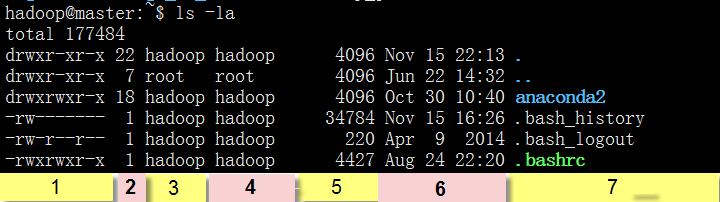 hadoop@master:~$ ls -la
total 177484
drwxr-xr-x 22 hadoop hadoop 4096 Nov 15 22:13 .
drwxr-xr-x 7 root root 4096 Jun 22 14:32 ..
drwxrwxr-x 18 hadoop hadoop 4096 Oct 30 10:40 anaconda2
-rw------- 1 hadoop hadoop 34784 Nov 15 16:26 .bash_history
-rw-r--r-- 1 hadoop hadoop 220 Apr 9 2014 .bash_logout
-rwxrwxr-x 1 hadoop hadoop 4427 Aug 24 22:20 .bashrc
1 2 3 4 5 6 7